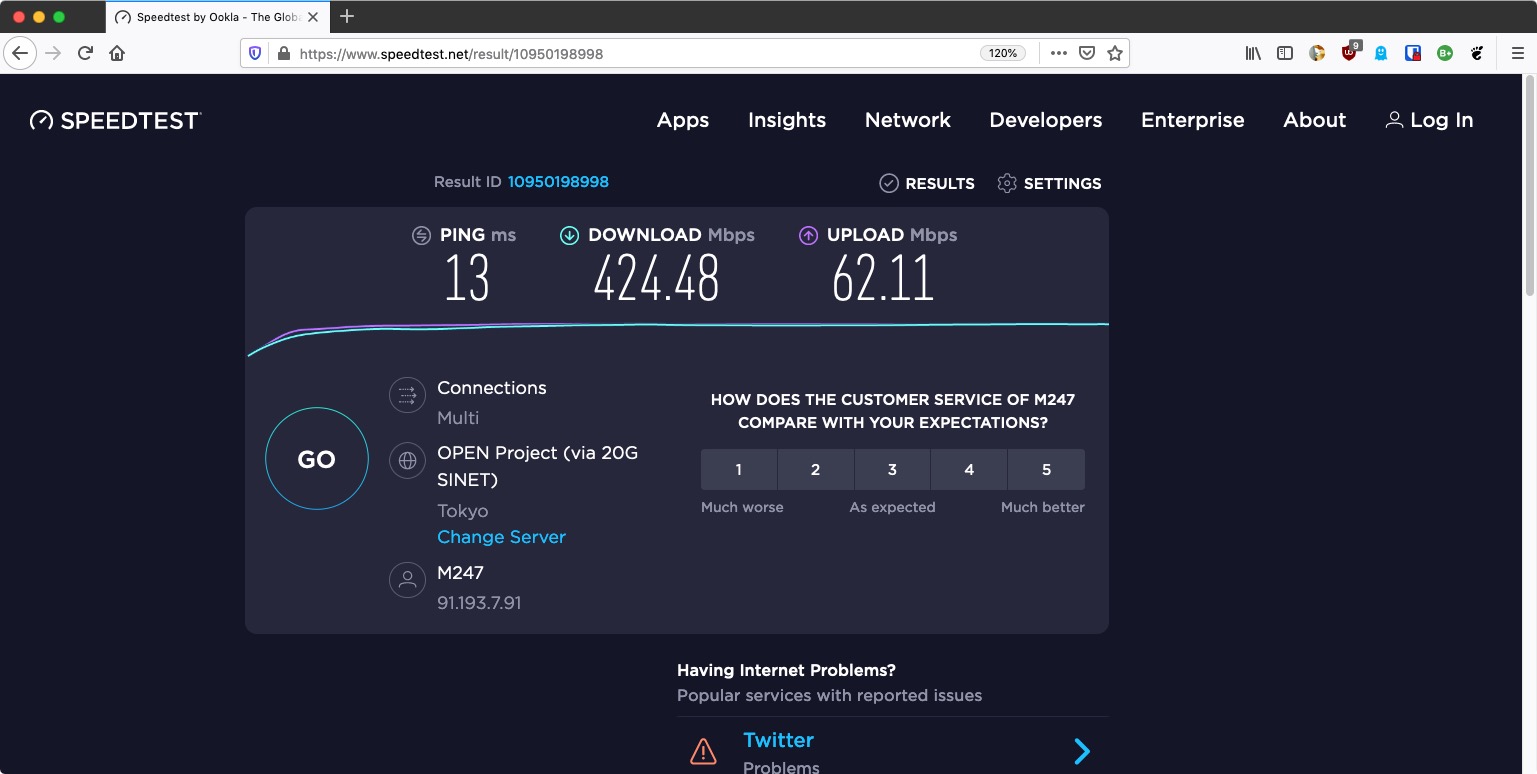 Speedtest by Ookla - The Globa
https://www.speedtest.net/result/10950198998
120%
9
B+
SPEEDTEST
Apps
Insights
Network
Developers
Enterprise
About
Log In
Result ID 10950198998
RESULTS
SETTINGS
PING ms
DOWNLOAD Mbps
UPLOAD Mbps
13
424.48
62.11
GO
Connections
Multi
OPEN Project (via 20G
SINET)
Tokyo
Change Server
M247
91.193.7.91
HOW DOES THE CUSTOMER SERVICE OF M247
COMPARE WITH YOUR EXPECTATIONS?
1
2
3
4
5
Much worse
As expected
Much better
Having Internet Problems?
Popular services with reported issues
Twitter
Problems